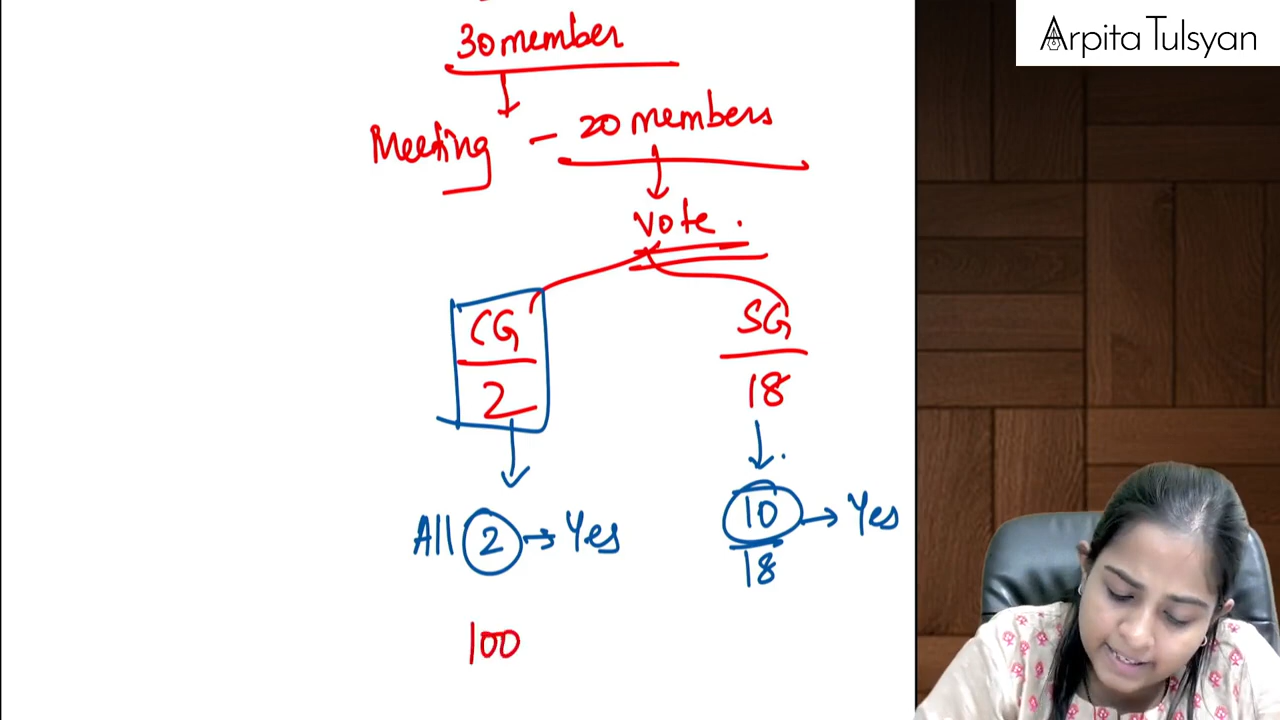 Arpita Tulsyan
30 member
Meeting - 20 members
Vote.
CG SG
2 18
All 2 → Yes 10 → Yes
18
100